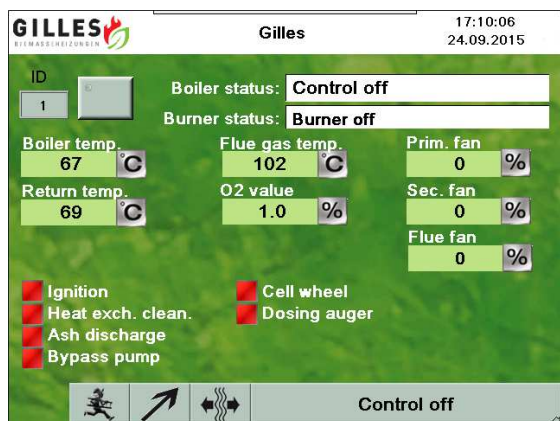 GILLES
BIOMASSEHEIZUNGEN
Gilles
17:10:06
24.09.2015
ID
1
Boiler status: Control off
Burner status: Burner off
Boiler temp. Flue gas temp. Prim. fan
67 °C 102 °C 0 %
Return temp. O2 value Sec. fan
69 °C 1.0 % 0 %
Flue fan
0 %
Ignition Cell wheel
Heat exch. clean. Dosing auger
Ash discharge
Bypass pump
Control off